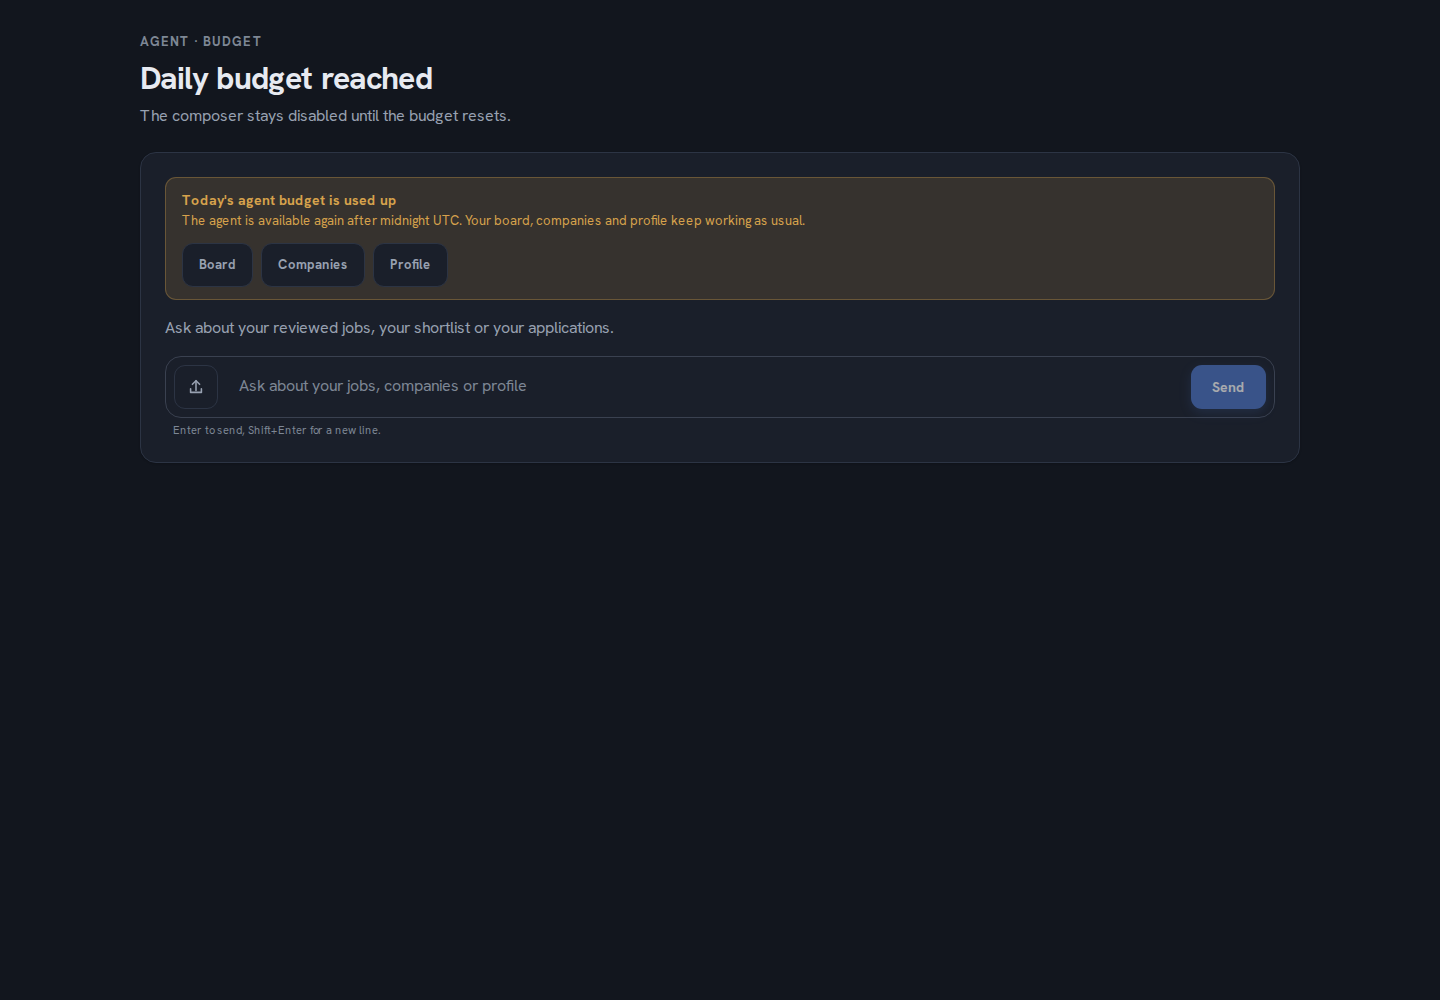 AGENT · BUDGET
Daily budget reached
The composer stays disabled until the budget resets.
Today's agent budget is used up
The agent is available again after midnight UTC. Your board, companies and profile keep working as usual.
Board Companies Profile
Ask about your reviewed jobs, your shortlist or your applications.
Ask about your jobs, companies or profile
Send
Enter to send, Shift+Enter for a new line.